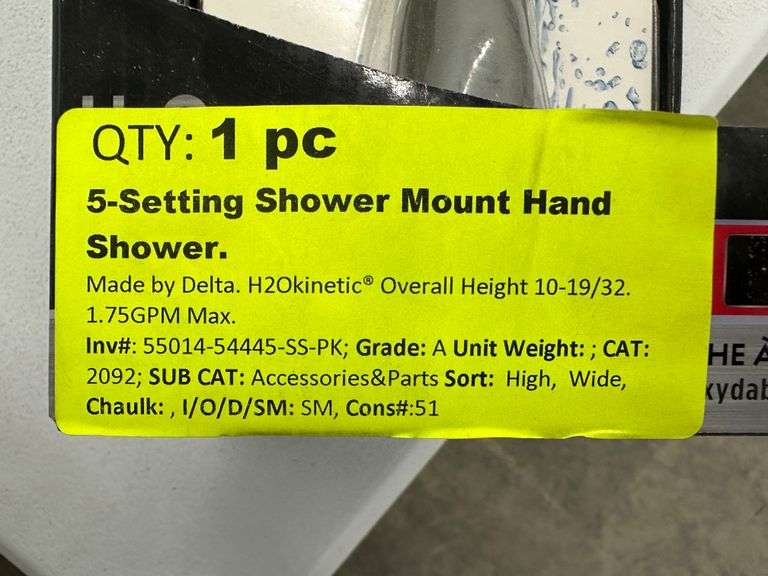 QTY: 1 pc
5-Setting Shower Mount Hand
Shower.
Made by Delta. H2Okinetic® Overall Height 10-19/32.
1.75GPM Max.
Inv#: 55014-54445-SS-PK; Grade: A Unit Weight: ; CAT:
2092; SUB CAT: Accessories&Parts Sort: High, Wide,
Chaulk: , I/O/D/SM: SM, Cons#:51
HE À